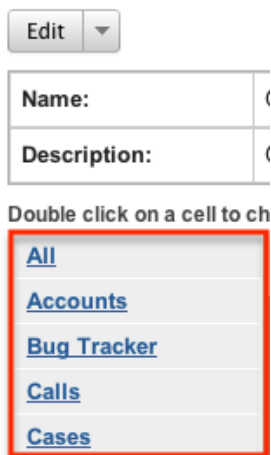 Edit
Name:
Description:
Double click on a cell to ch
All
Accounts
Bug Tracker
Calls
Cases